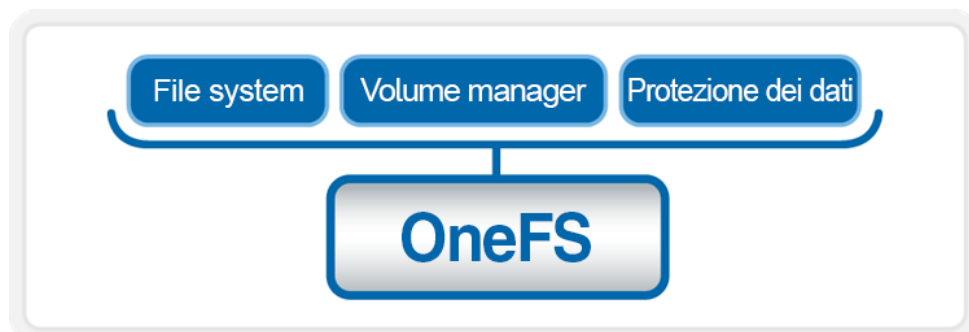 File system
Volume manager
Protezione dei dati
OneFS